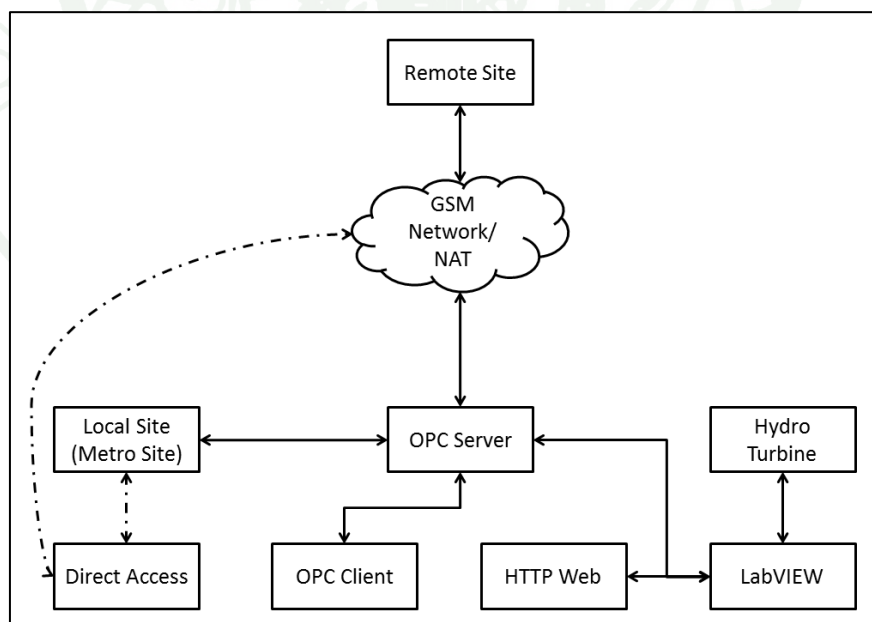 Remote Site
GSM
Network/
NAT
Local Site
(Metro Site)
OPC Server
Hydro
Turbine
Direct Access
OPC Client
HTTP Web
LabVIEW